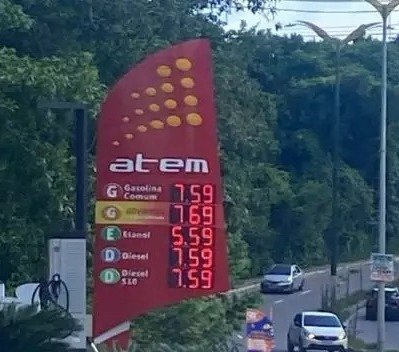 atem
G Gasolina Comum 7.59
G 7.69
E Etanol 5.59
D Diesel 7.59
D Diesel S10 7.59